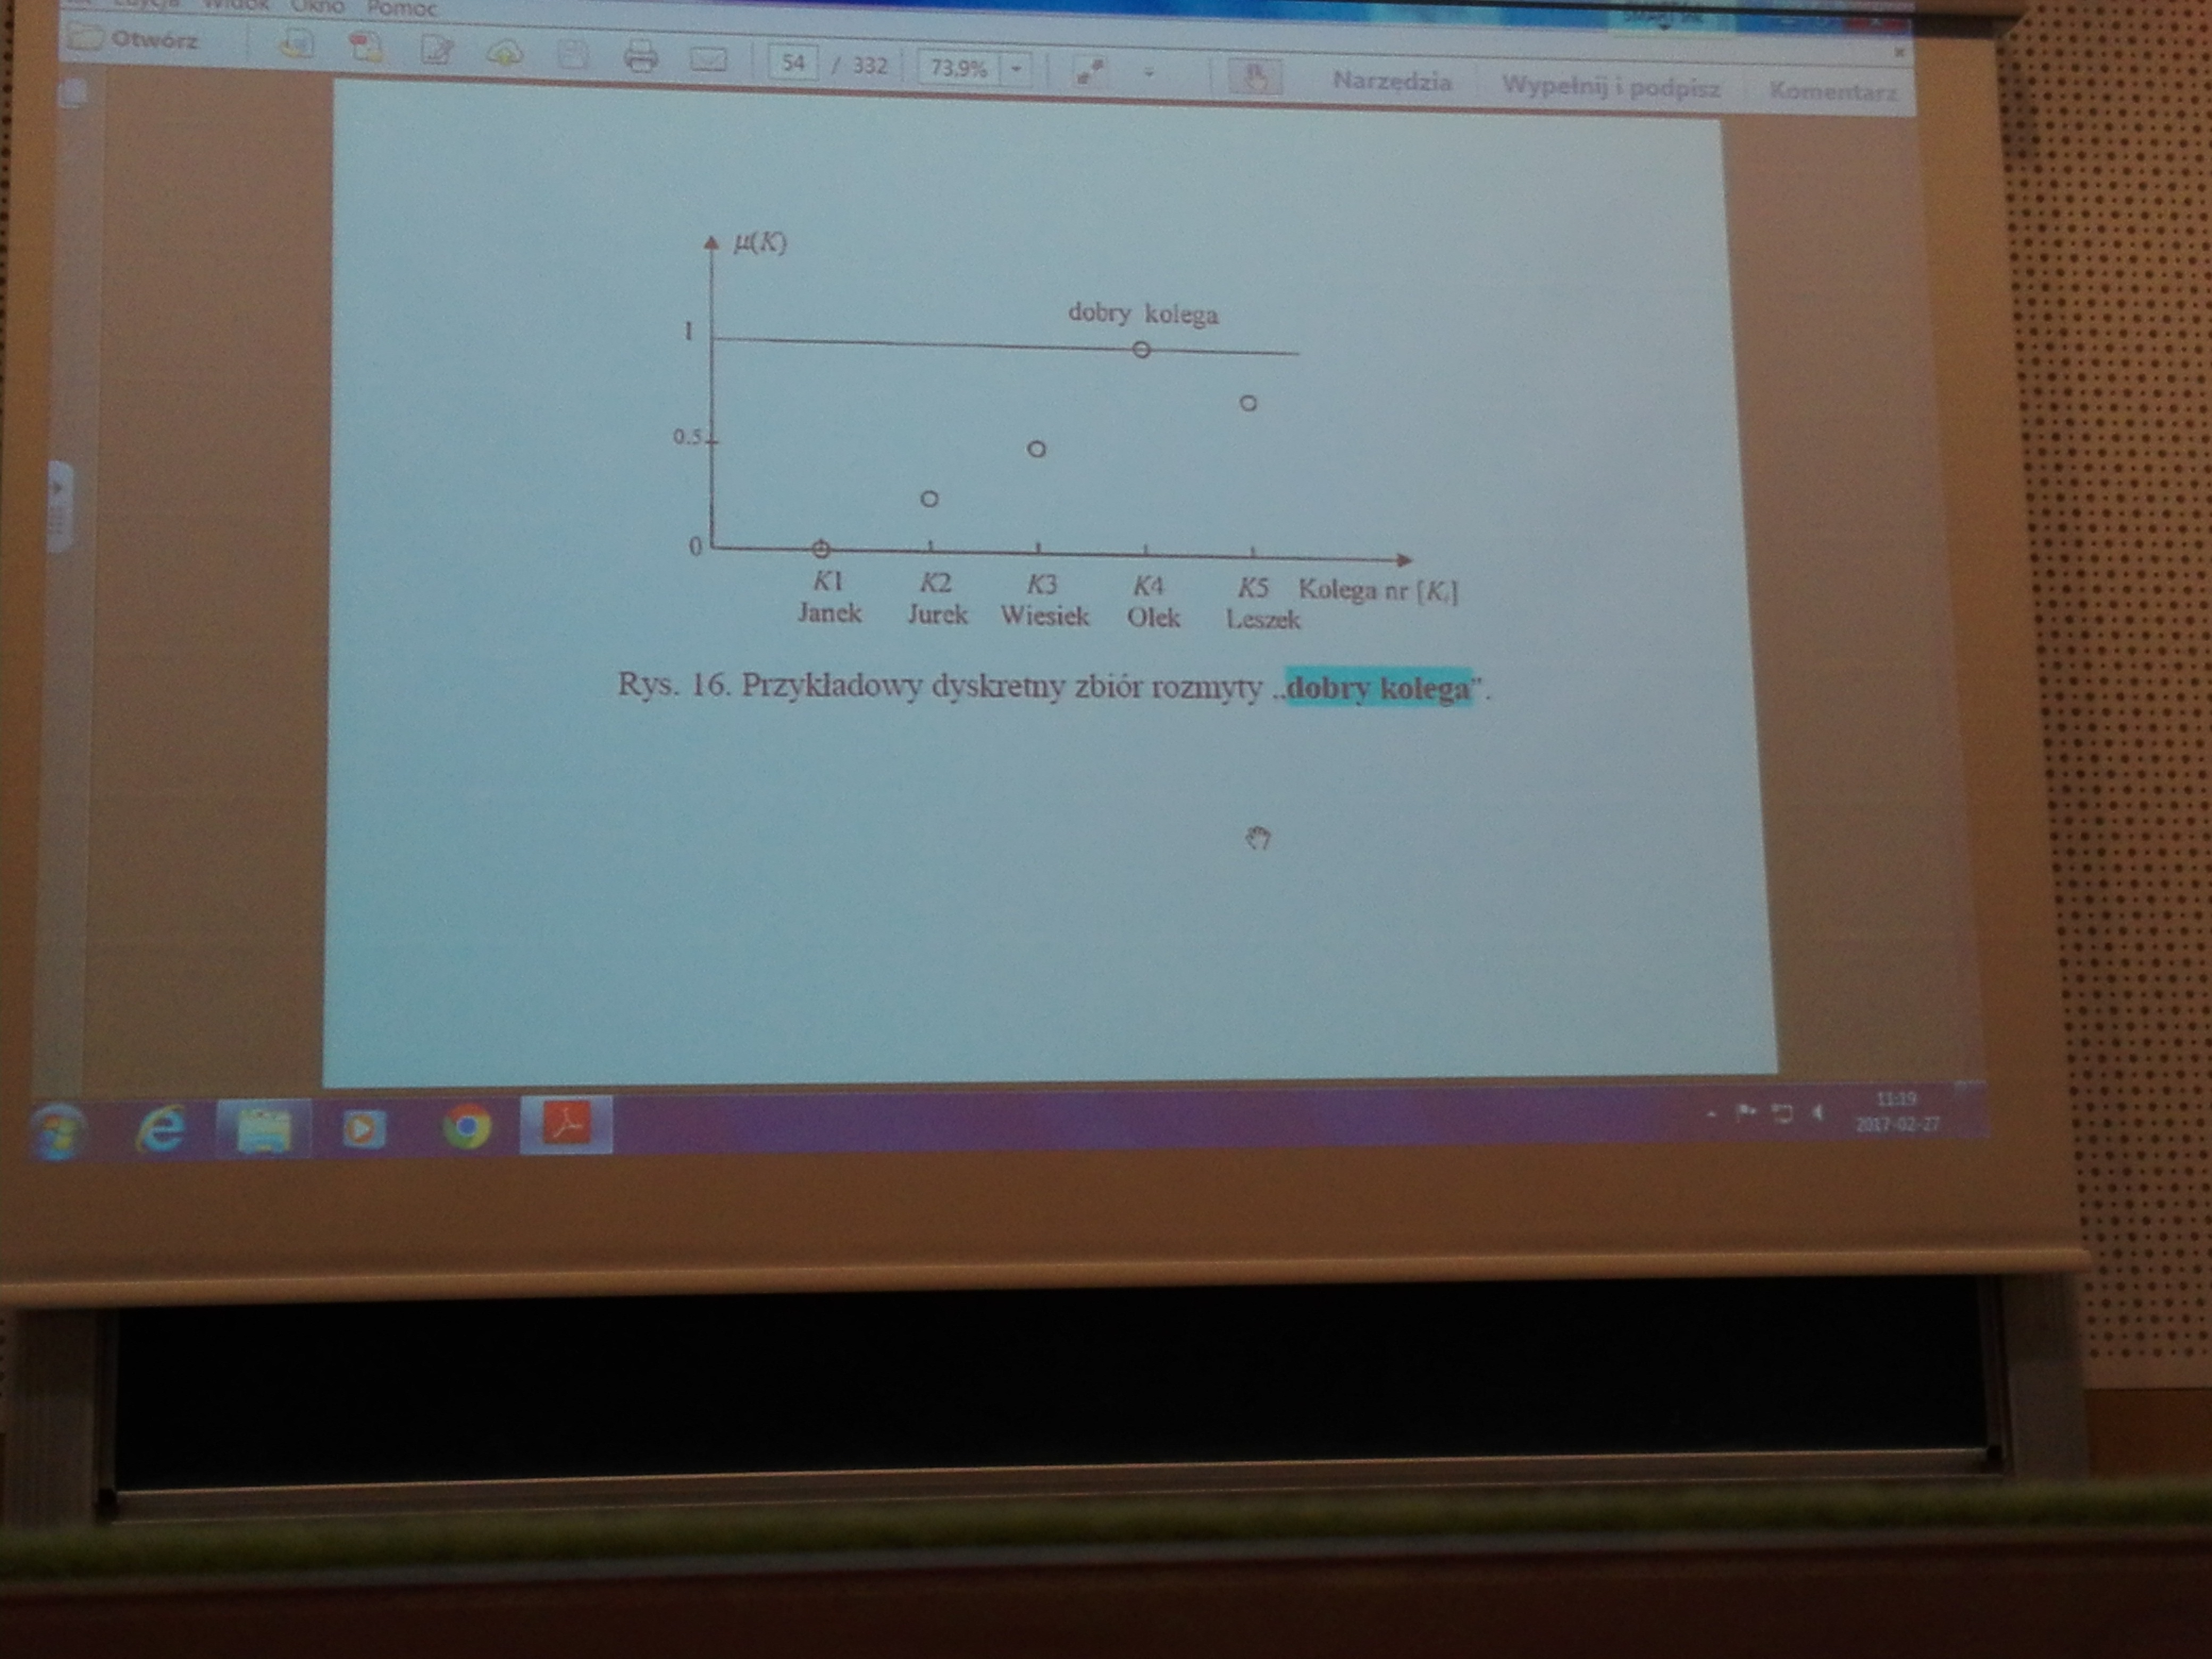 Edycja Widok Okno Pomoc
Otwórz 54 / 332 73,9% Narzędzia Wypełnij i podpisz Komentarz
μ(K)
dobry kolega
1
0.5
0
K1 K2 K3 K4 K5 Kolega nr [Ki]
Janek Jurek Wiesiek Olek Leszek
Rys. 16. Przykładowy dyskretny zbiór rozmyty „dobry kolega”.
11:19
2017-02-27